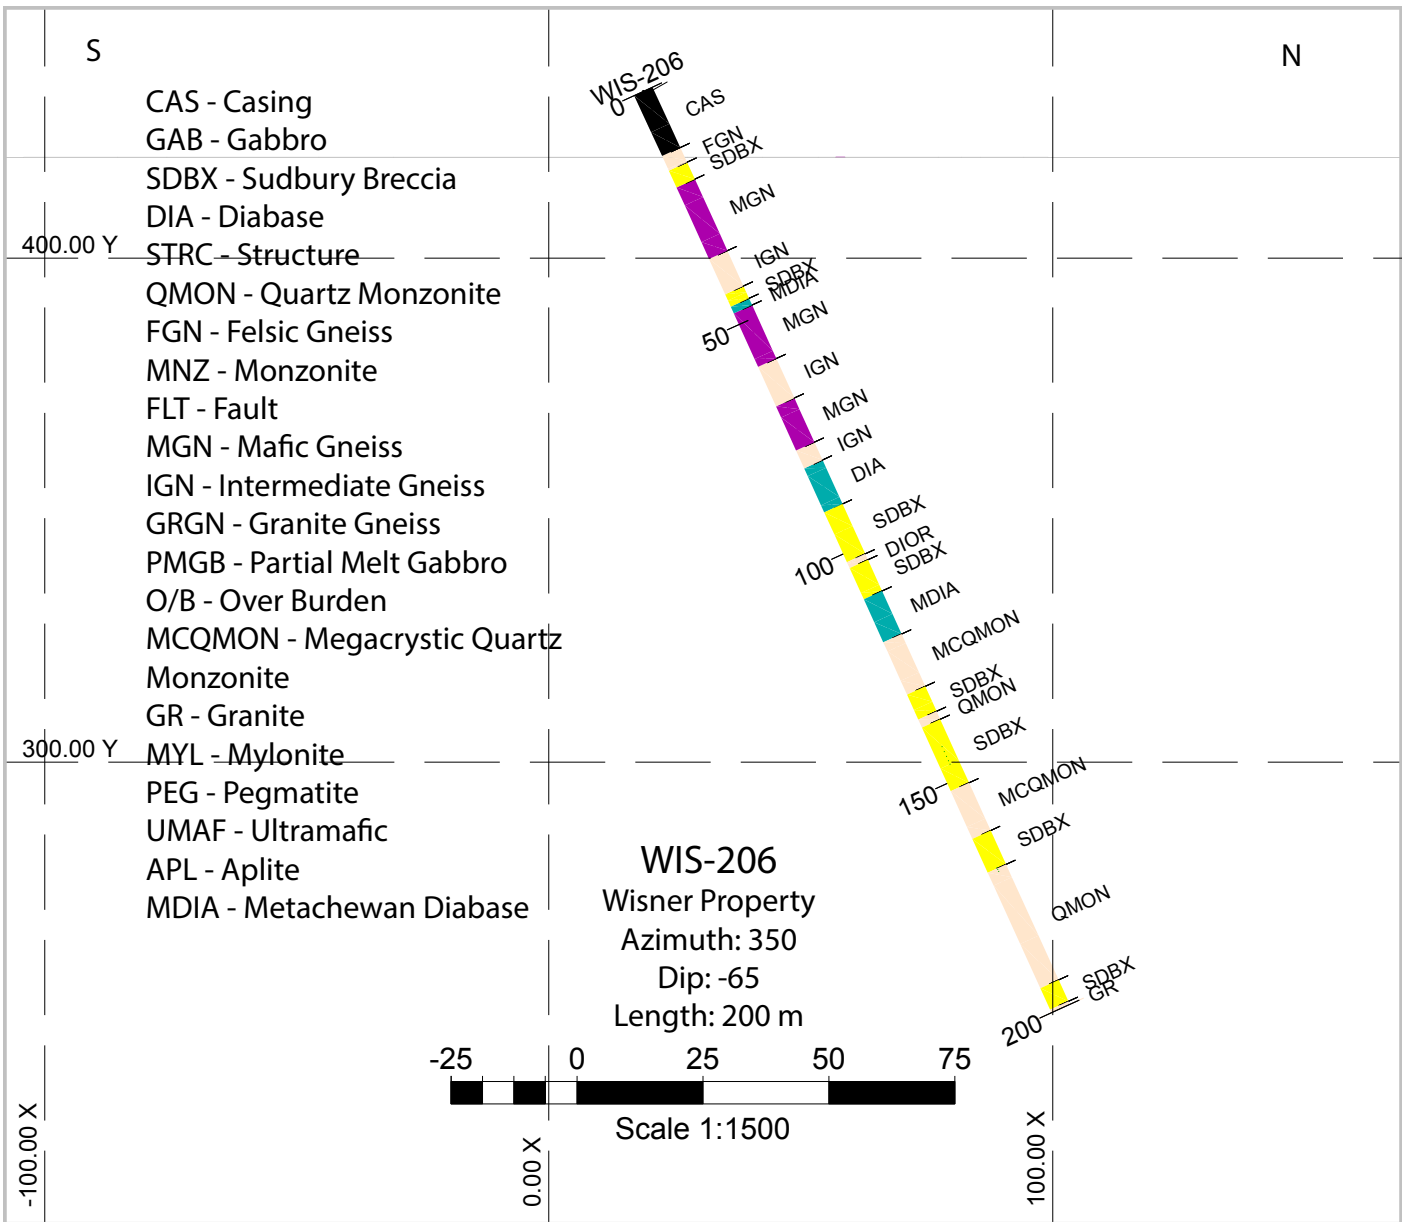 S
N
CAS - Casing
GAB - Gabbro
SDBX - Sudbury Breccia
DIA - Diabase
STRC - Structure
QMON - Quartz Monzonite
FGN - Felsic Gneiss
MNZ - Monzonite
FLT - Fault
MGN - Mafic Gneiss
IGN - Intermediate Gneiss
GRGN - Granite Gneiss
PMGB - Partial Melt Gabbro
O/B - Over Burden
MCQMON - Megacrystic Quartz
Monzonite
GR - Granite
MYL - Mylonite
PEG - Pegmatite
UMAF - Ultramafic
APL - Aplite
MDIA - Metachewan Diabase
400.00 Y
300.00 Y
WIS-206
0
CAS
FGN
SDBX
MGN
IGN
SDBX
MDIA
50
MGN
IGN
MGN
IGN
DIA
SDBX
DIOR
100
SDBX
MDIA
MCQMON
SDBX
QMON
SDBX
150
MCQMON
SDBX
QMON
SDBX
GR
200
WIS-206
Wisner Property
Azimuth: 350
Dip: -65
Length: 200 m
-25 0 25 50 75
Scale 1:1500
-100.00 X
0.00 X
100.00 X